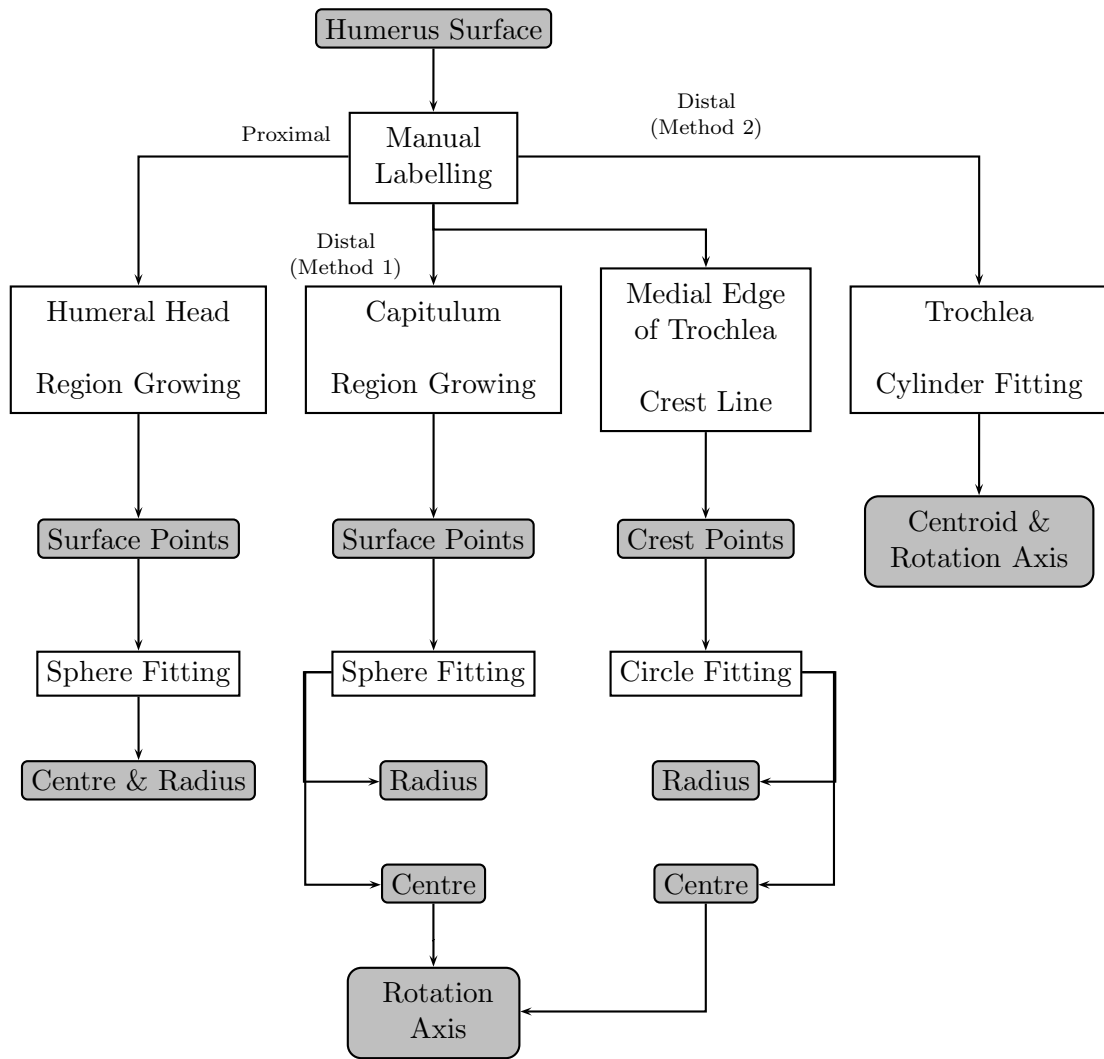 Humerus Surface
Distal
(Method 2)
Proximal
Manual
Labelling
Distal
(Method 1)
Humeral Head
Region Growing
Capitulum
Region Growing
Medial Edge
of Trochlea
Crest Line
Trochlea
Cylinder Fitting
Surface Points
Surface Points
Crest Points
Centroid &
Rotation Axis
Sphere Fitting
Sphere Fitting
Circle Fitting
Centre & Radius
Radius
Radius
Centre
Centre
Rotation
Axis